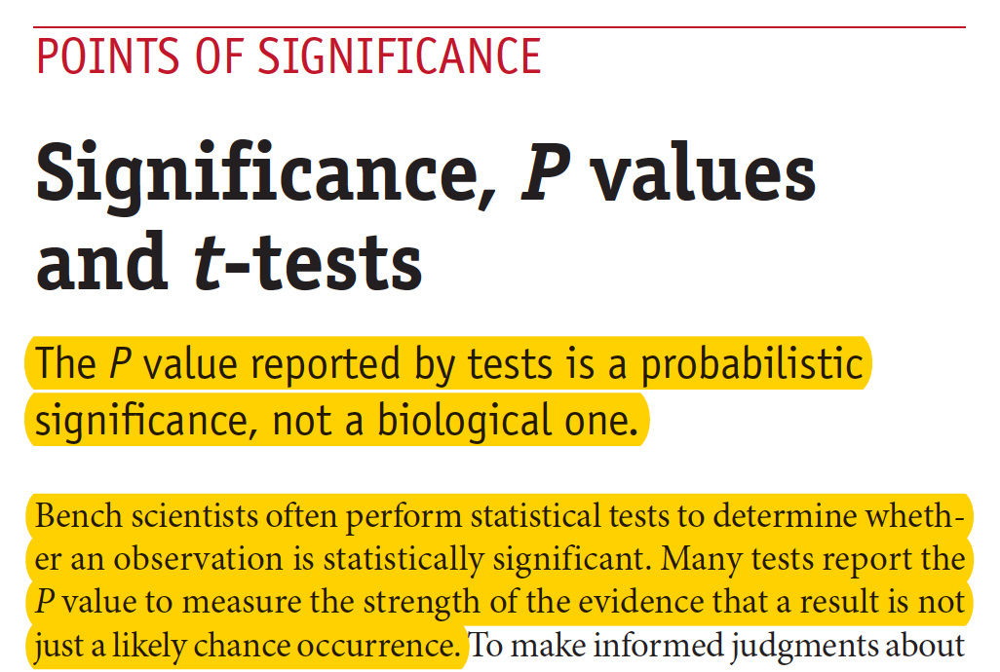 POINTS OF SIGNIFICANCE
Significance, P values
and t-tests
The P value reported by tests is a probabilistic
significance, not a biological one.
Bench scientists often perform statistical tests to determine wheth-
er an observation is statistically significant. Many tests report the
P value to measure the strength of the evidence that a result is not
just a likely chance occurrence. To make informed judgments about